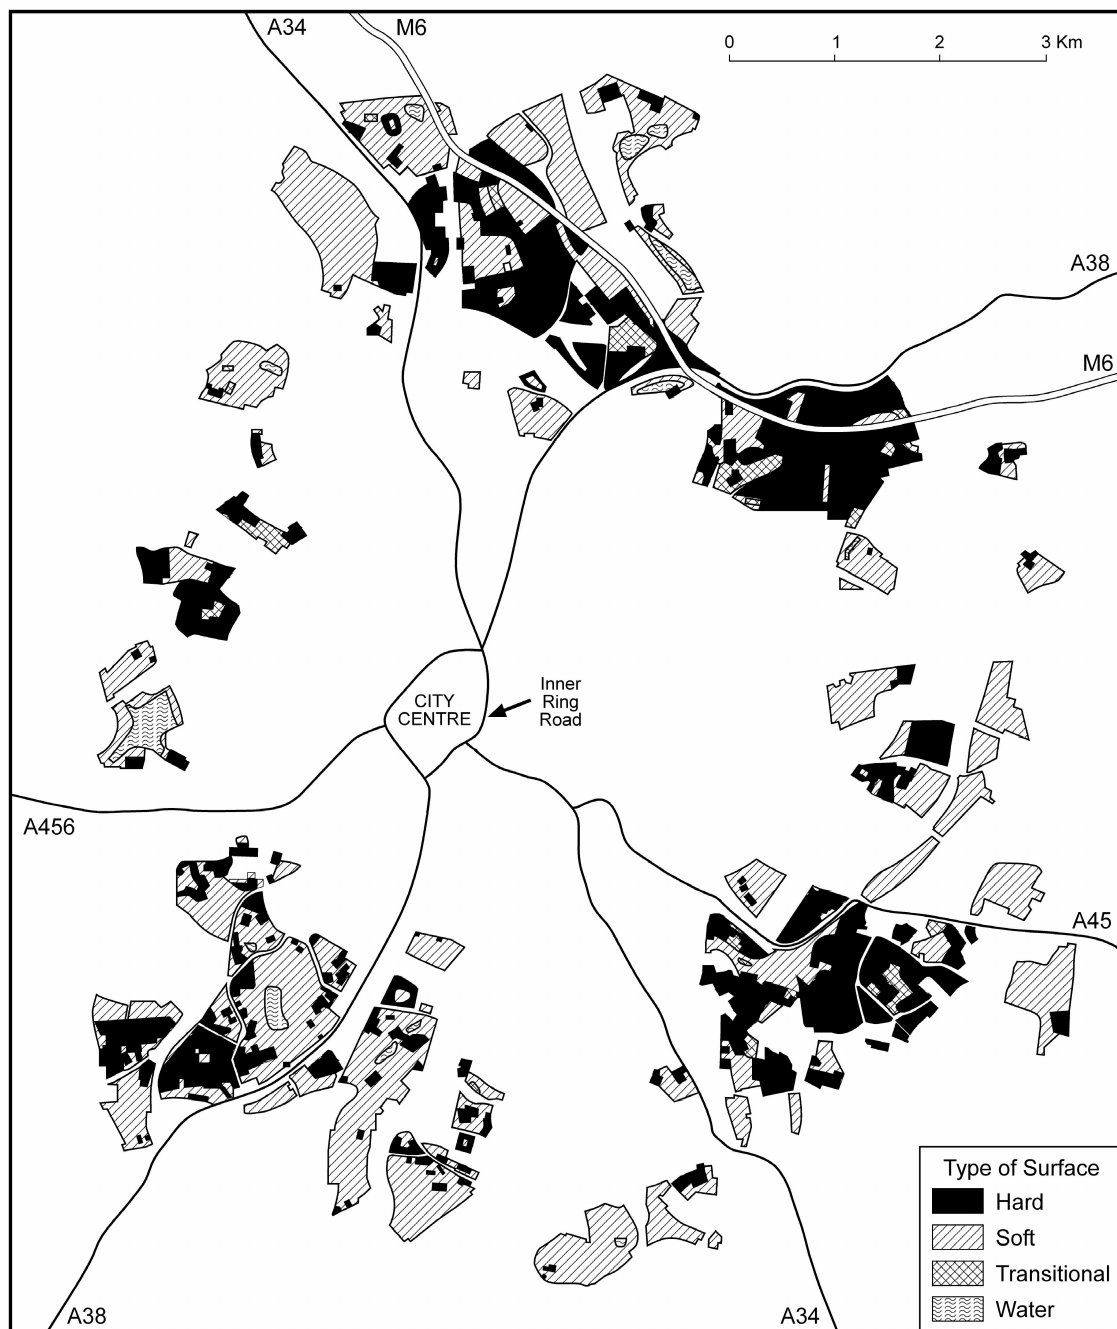 A34
M6
0 1 2 3 Km
A38
M6
CITY
CENTRE
Inner
Ring
Road
A456
A45
Type of Surface
Hard
Soft
Transitional
Water
A38
A34